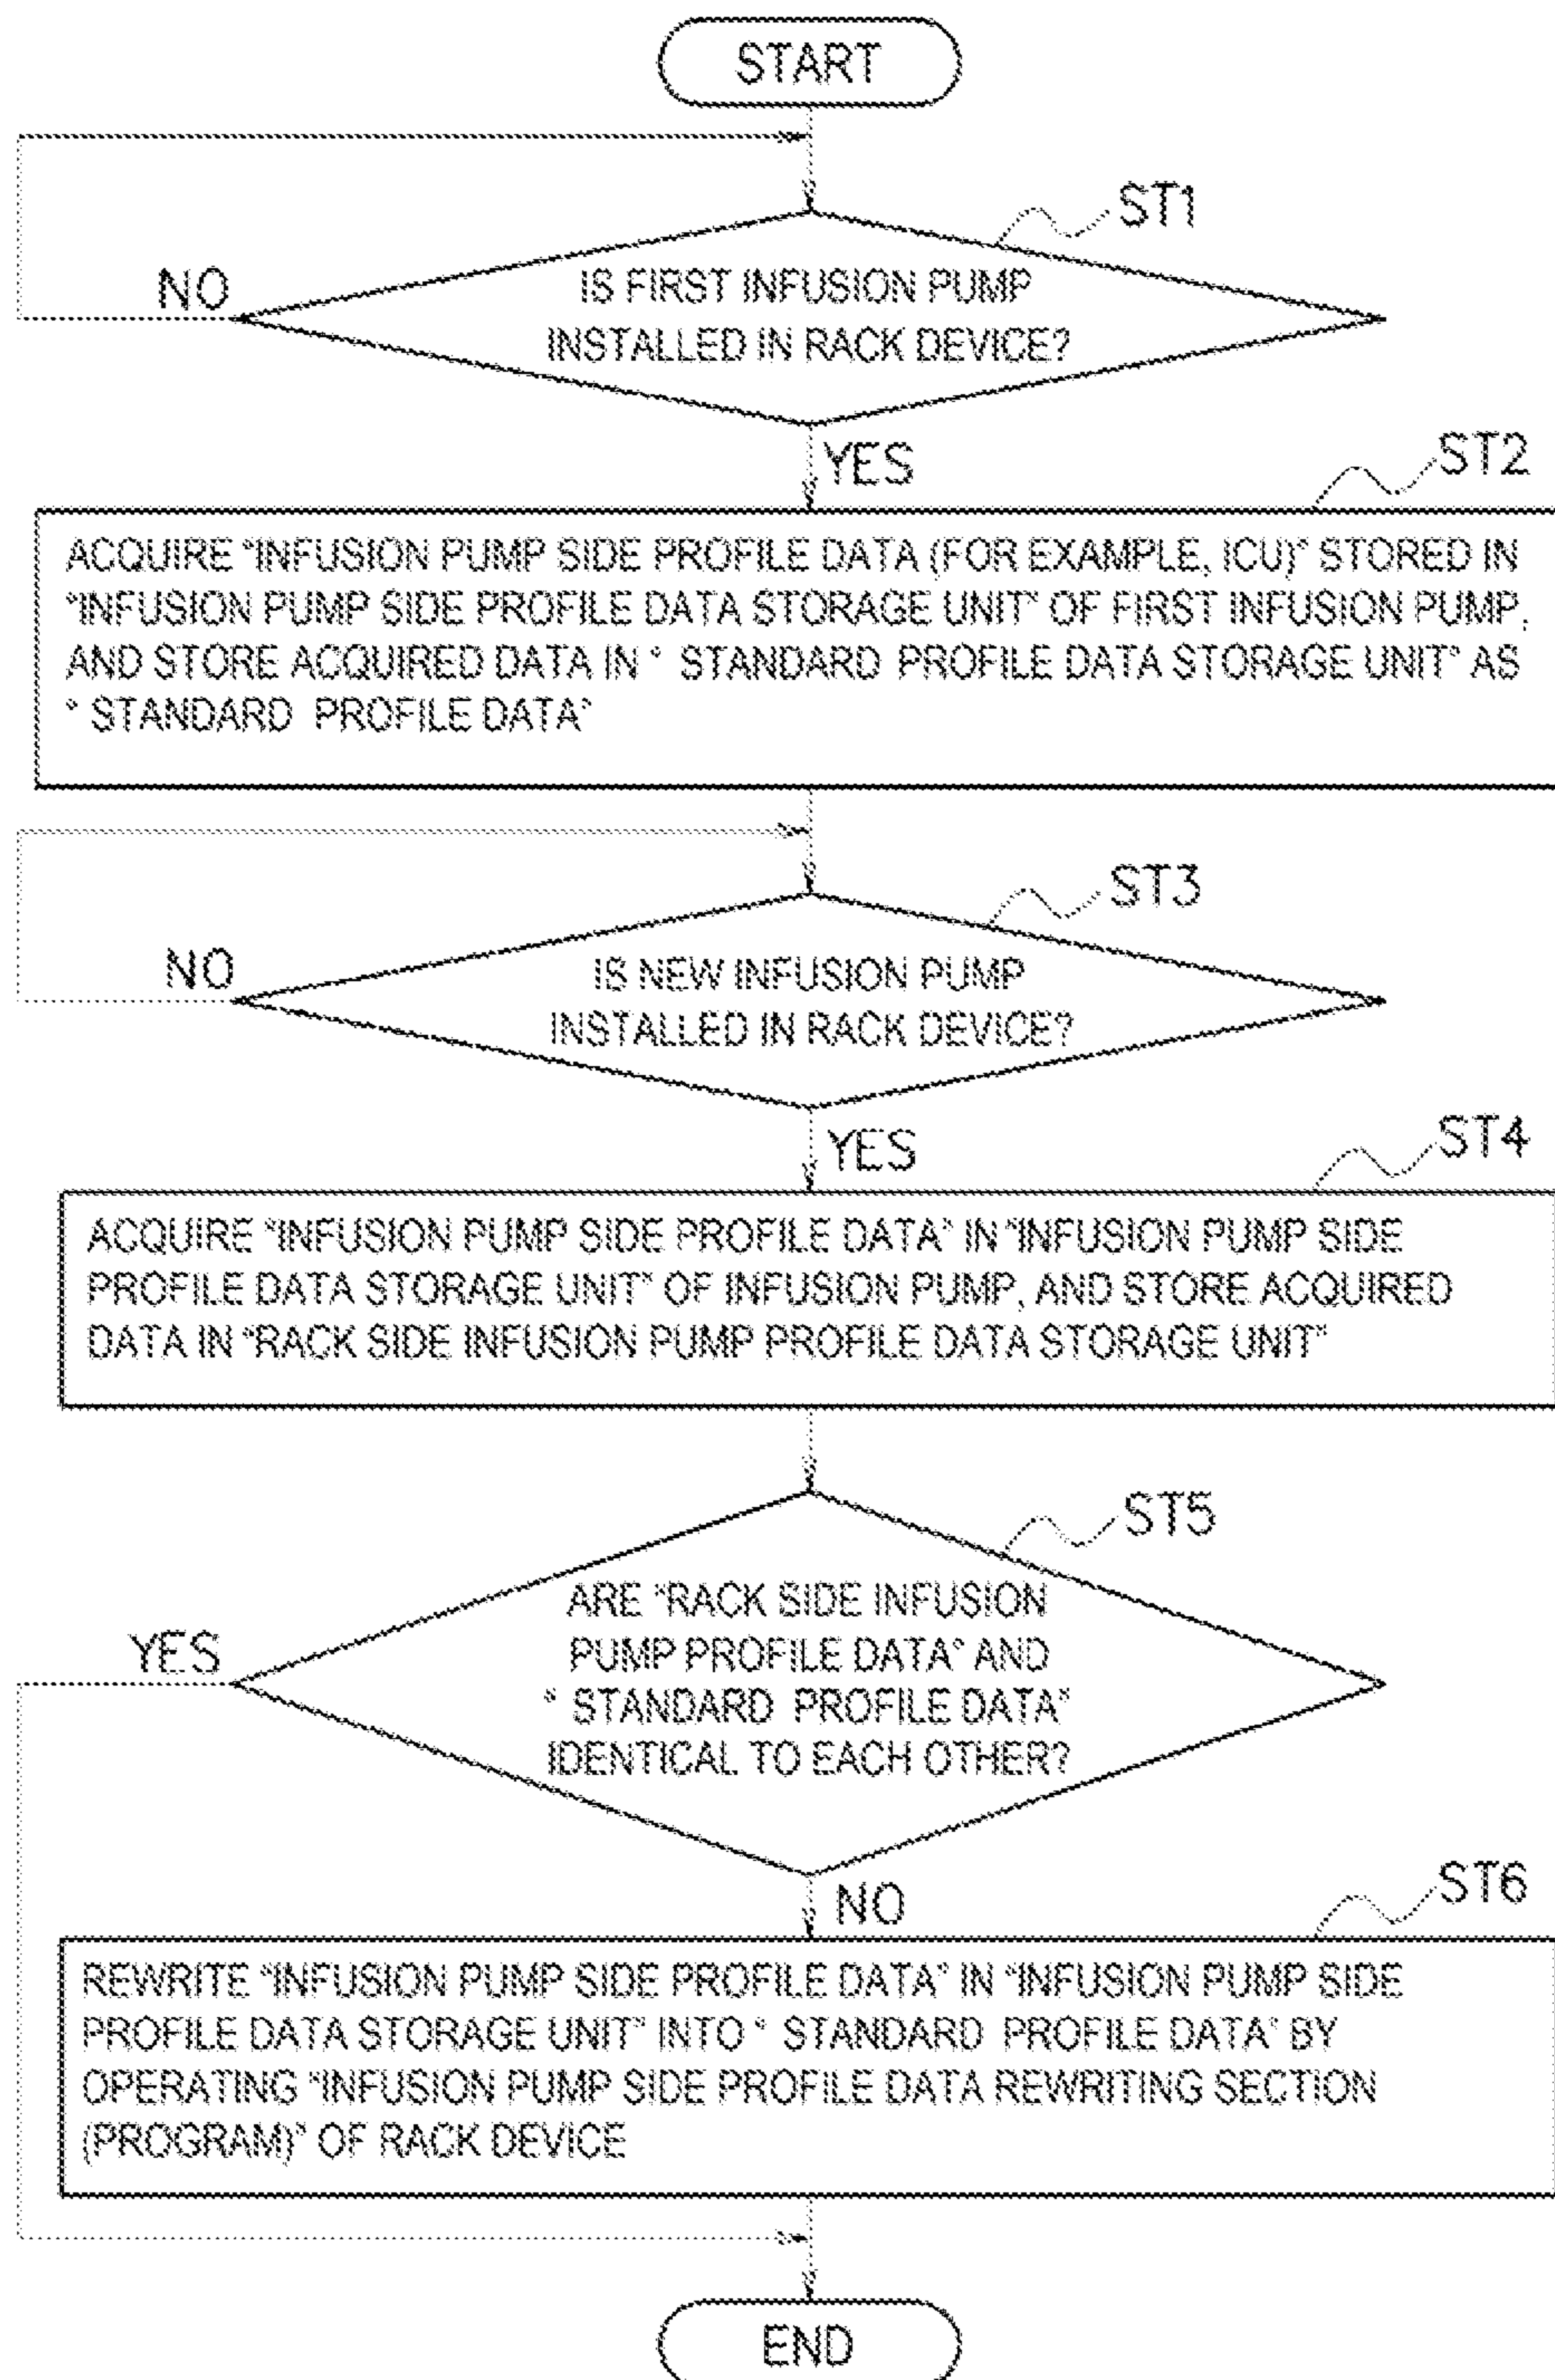 START
ST1
NO
IS FIRST INFUSION PUMP
INSTALLED IN RACK DEVICE?
YES
ST2
ACQUIRE “INFUSION PUMP SIDE PROFILE DATA (FOR EXAMPLE, ICU)” STORED IN
“INFUSION PUMP SIDE PROFILE DATA STORAGE UNIT” OF FIRST INFUSION PUMP,
AND STORE ACQUIRED DATA IN “ STANDARD PROFILE DATA STORAGE UNIT” AS
“ STANDARD PROFILE DATA”
ST3
NO
IS NEW INFUSION PUMP
INSTALLED IN RACK DEVICE?
YES
ST4
ACQUIRE “INFUSION PUMP SIDE PROFILE DATA” IN “INFUSION PUMP SIDE
PROFILE DATA STORAGE UNIT” OF INFUSION PUMP, AND STORE ACQUIRED
DATA IN “RACK SIDE INFUSION PUMP PROFILE DATA STORAGE UNIT”
ST5
YES
ARE “RACK SIDE INFUSION
PUMP PROFILE DATA” AND
“ STANDARD PROFILE DATA”
IDENTICAL TO EACH OTHER?
NO
ST6
REWRITE “INFUSION PUMP SIDE PROFILE DATA” IN “INFUSION PUMP SIDE
PROFILE DATA STORAGE UNIT” INTO “ STANDARD PROFILE DATA” BY
OPERATING “INFUSION PUMP SIDE PROFILE DATA REWRITING SECTION
(PROGRAM)” OF RACK DEVICE
END